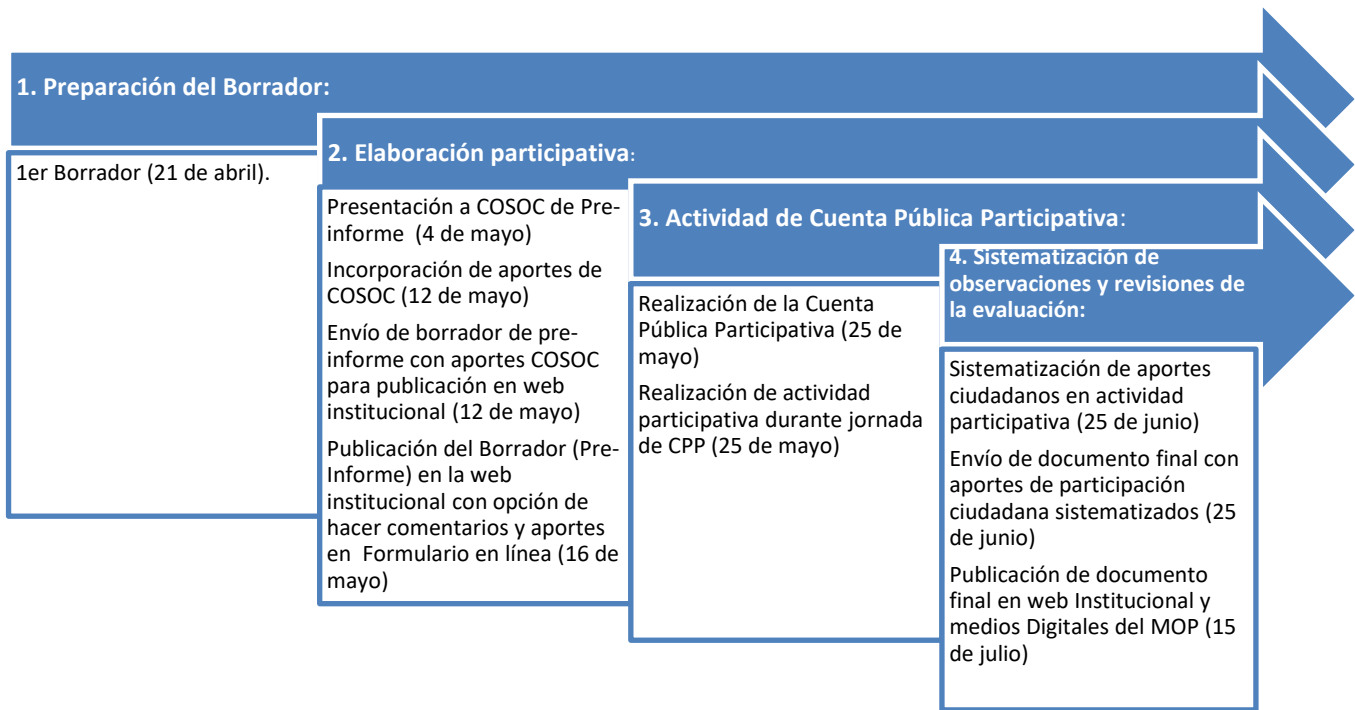 1. Preparación del Borrador:
1er Borrador (21 de abril).
2. Elaboración participativa:
Presentación a COSOC de Pre-
informe  (4 de mayo)
Incorporación de aportes de
COSOC (12 de mayo)
Envío de borrador de pre-
informe con aportes COSOC
para publicación en web
institucional (12 de mayo)
Publicación del Borrador (Pre-
Informe) en la web
institucional con opción de
hacer comentarios y aportes
en  Formulario en línea (16 de
mayo)
3. Actividad de Cuenta Pública Participativa:
Realización de la Cuenta
Pública Participativa (25 de
mayo)
Realización de actividad
participativa durante jornada
de CPP (25 de mayo)
4. Sistematización de
observaciones y revisiones de
la evaluación:
Sistematización de aportes
ciudadanos en actividad
participativa (25 de junio)
Envío de documento final con
aportes de participación
ciudadana sistematizados (25
de junio)
Publicación de documento
final en web Institucional y
medios Digitales del MOP (15
de julio)